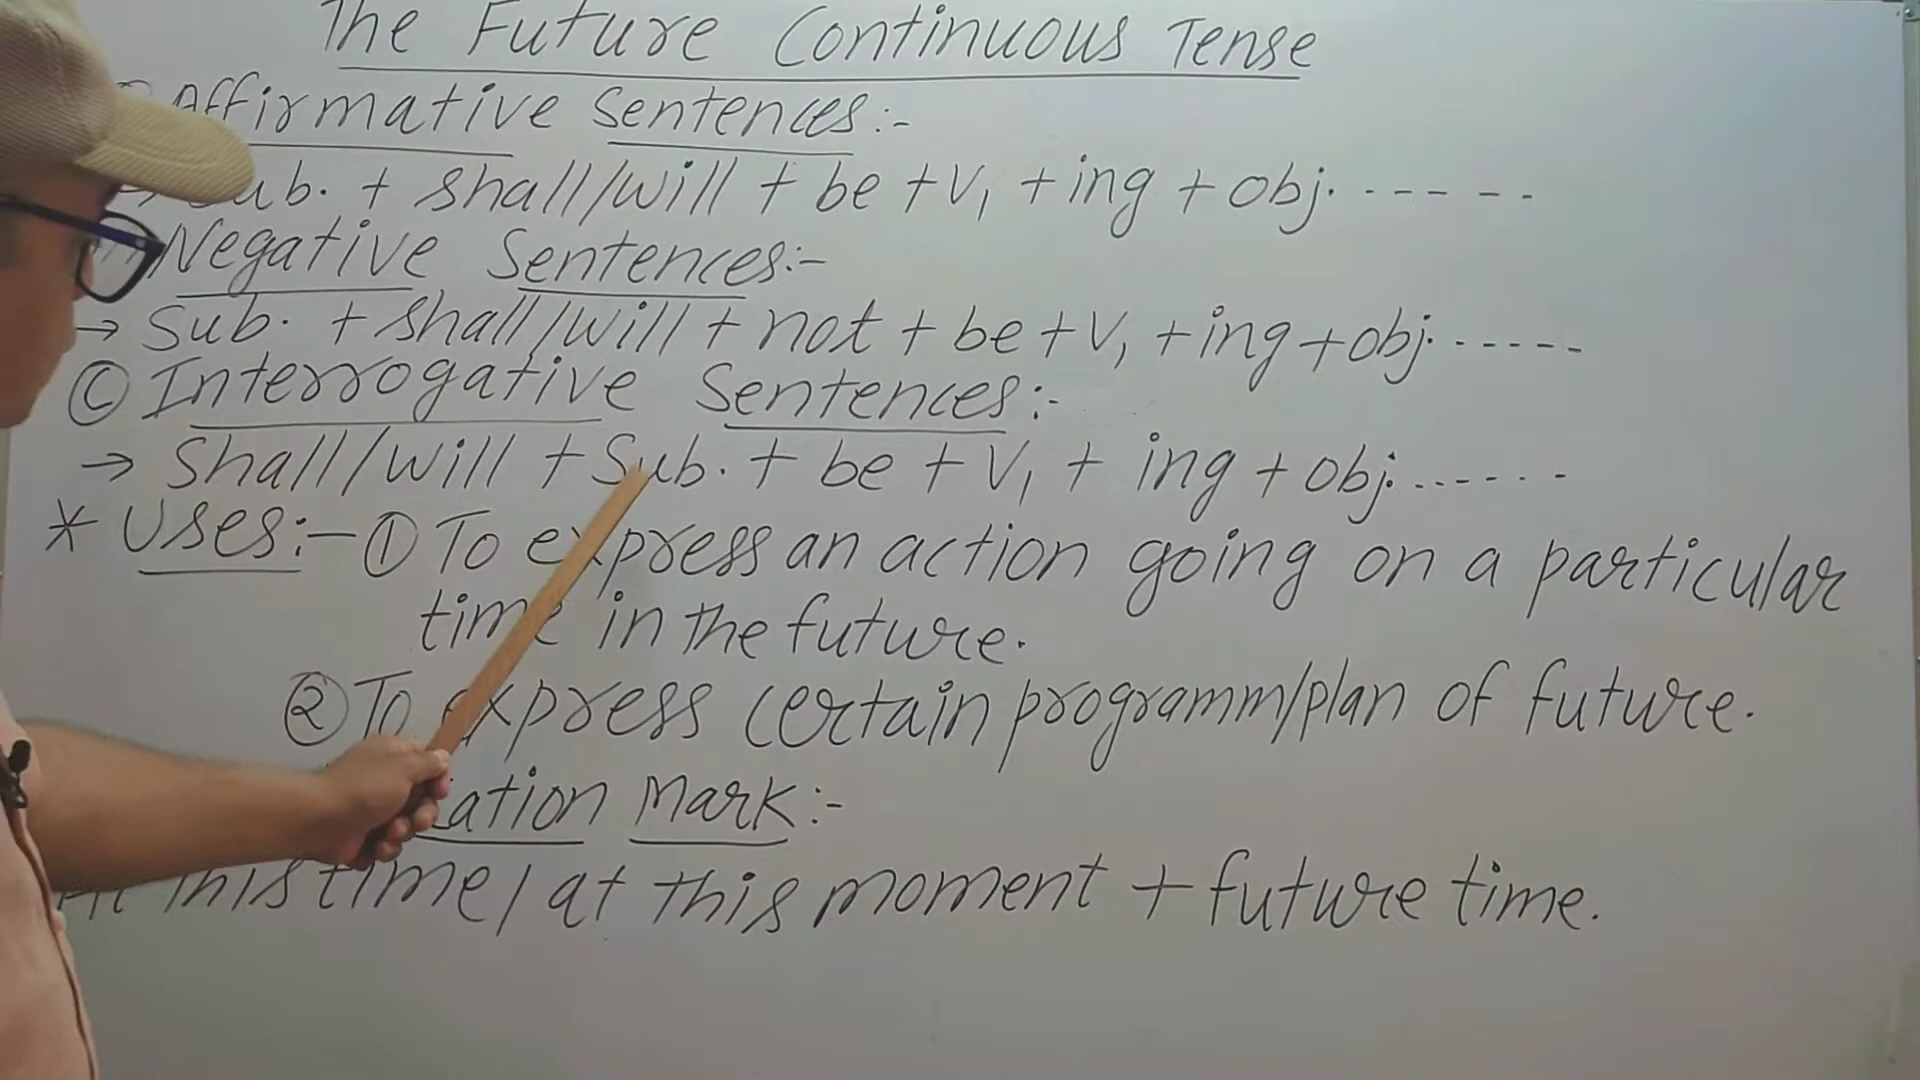 The Future Continuous Tense
Affirmative Sentences:-
Sub. + shall/will + be + V1 + ing + obj. ------
Negative Sentences:-
→ Sub. + shall/will + not + be + V1 + ing + obj. -----
© Interrogative Sentences:-
→ Shall/will + Sub. + be + V1 + ing + obj. ------
* Uses:- ① To express an action going on a particular
time in the future.
② To express certain programm/plan of future.
Mark:-
At this time/at this moment + future time.